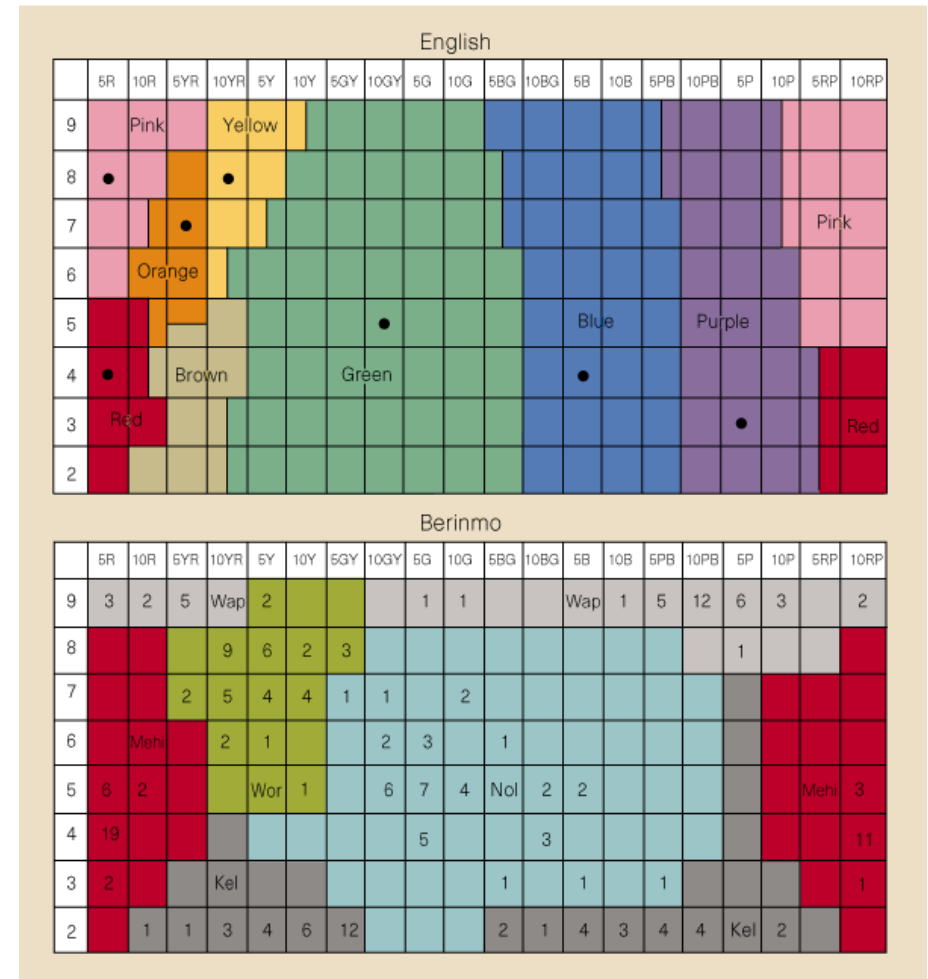 English
5R 10R 5YR 10YR 5Y 10Y 5GY 10GY 5G 10G 5BG 10BG 5B 10B 5PB 10PB 5P 10P 5RP 10RP
9 Pink Yellow
8
7 Pink
6 Orange
5 Blue Purple
4 Brown Green
3 Red Red
2
Berinmo
5R 10R 5YR 10YR 5Y 10Y 5GY 10GY 5G 10G 5BG 10BG 5B 10B 5PB 10PB 5P 10P 5RP 10RP
9 3 2 5 Wap 2 1 1 Wap 1 5 12 6 3 2
8 9 6 2 3 1
7 2 5 4 4 1 1 2
6 Mehi 2 1 2 3 1
5 6 2 Wor 1 6 7 4 Nol 2 2 Mehi 3
4 19 5 3 11
3 2 Kel 1 1 1 1
2 1 1 3 4 6 12 2 1 4 3 4 4 Kel 2